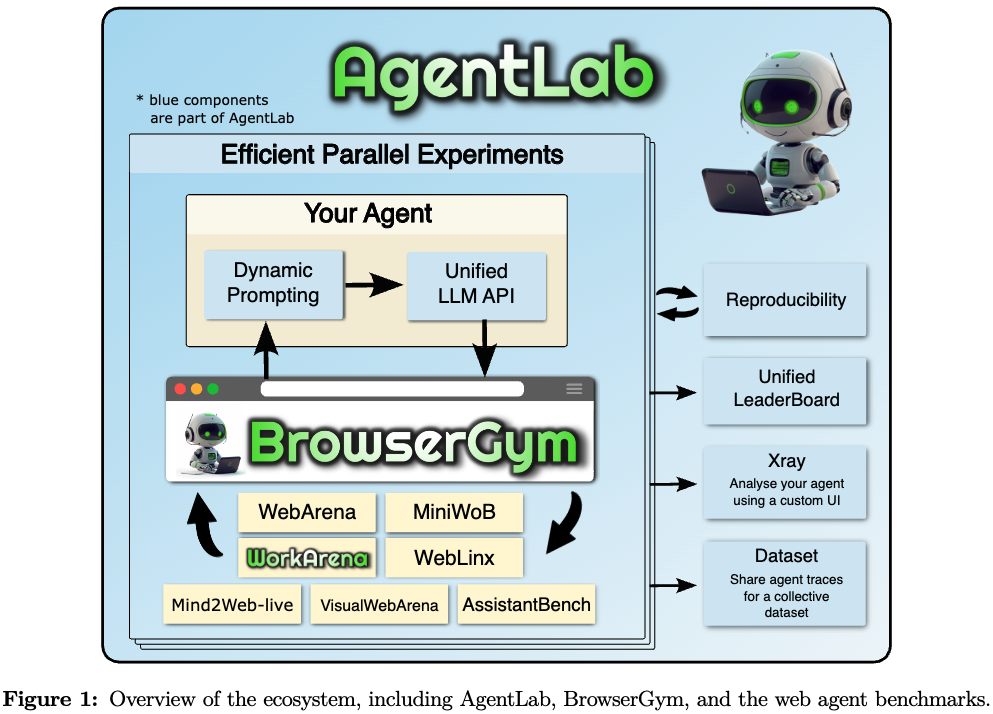 AgentLab
* blue components
are part of AgentLab
Efficient Parallel Experiments
Your Agent
Dynamic
Prompting
Unified
LLM API
BrowserGym
WebArena
MiniWoB
WorkArena
WebLinx
Mind2Web-live
VisualWebArena
AssistantBench
Reproducibility
Unified
LeaderBoard
Xray
Analyse your agent
using a custom UI
Dataset
Share agent traces
for a collective
dataset
Figure 1: Overview of the ecosystem, including AgentLab, BrowserGym, and the web agent benchmarks.